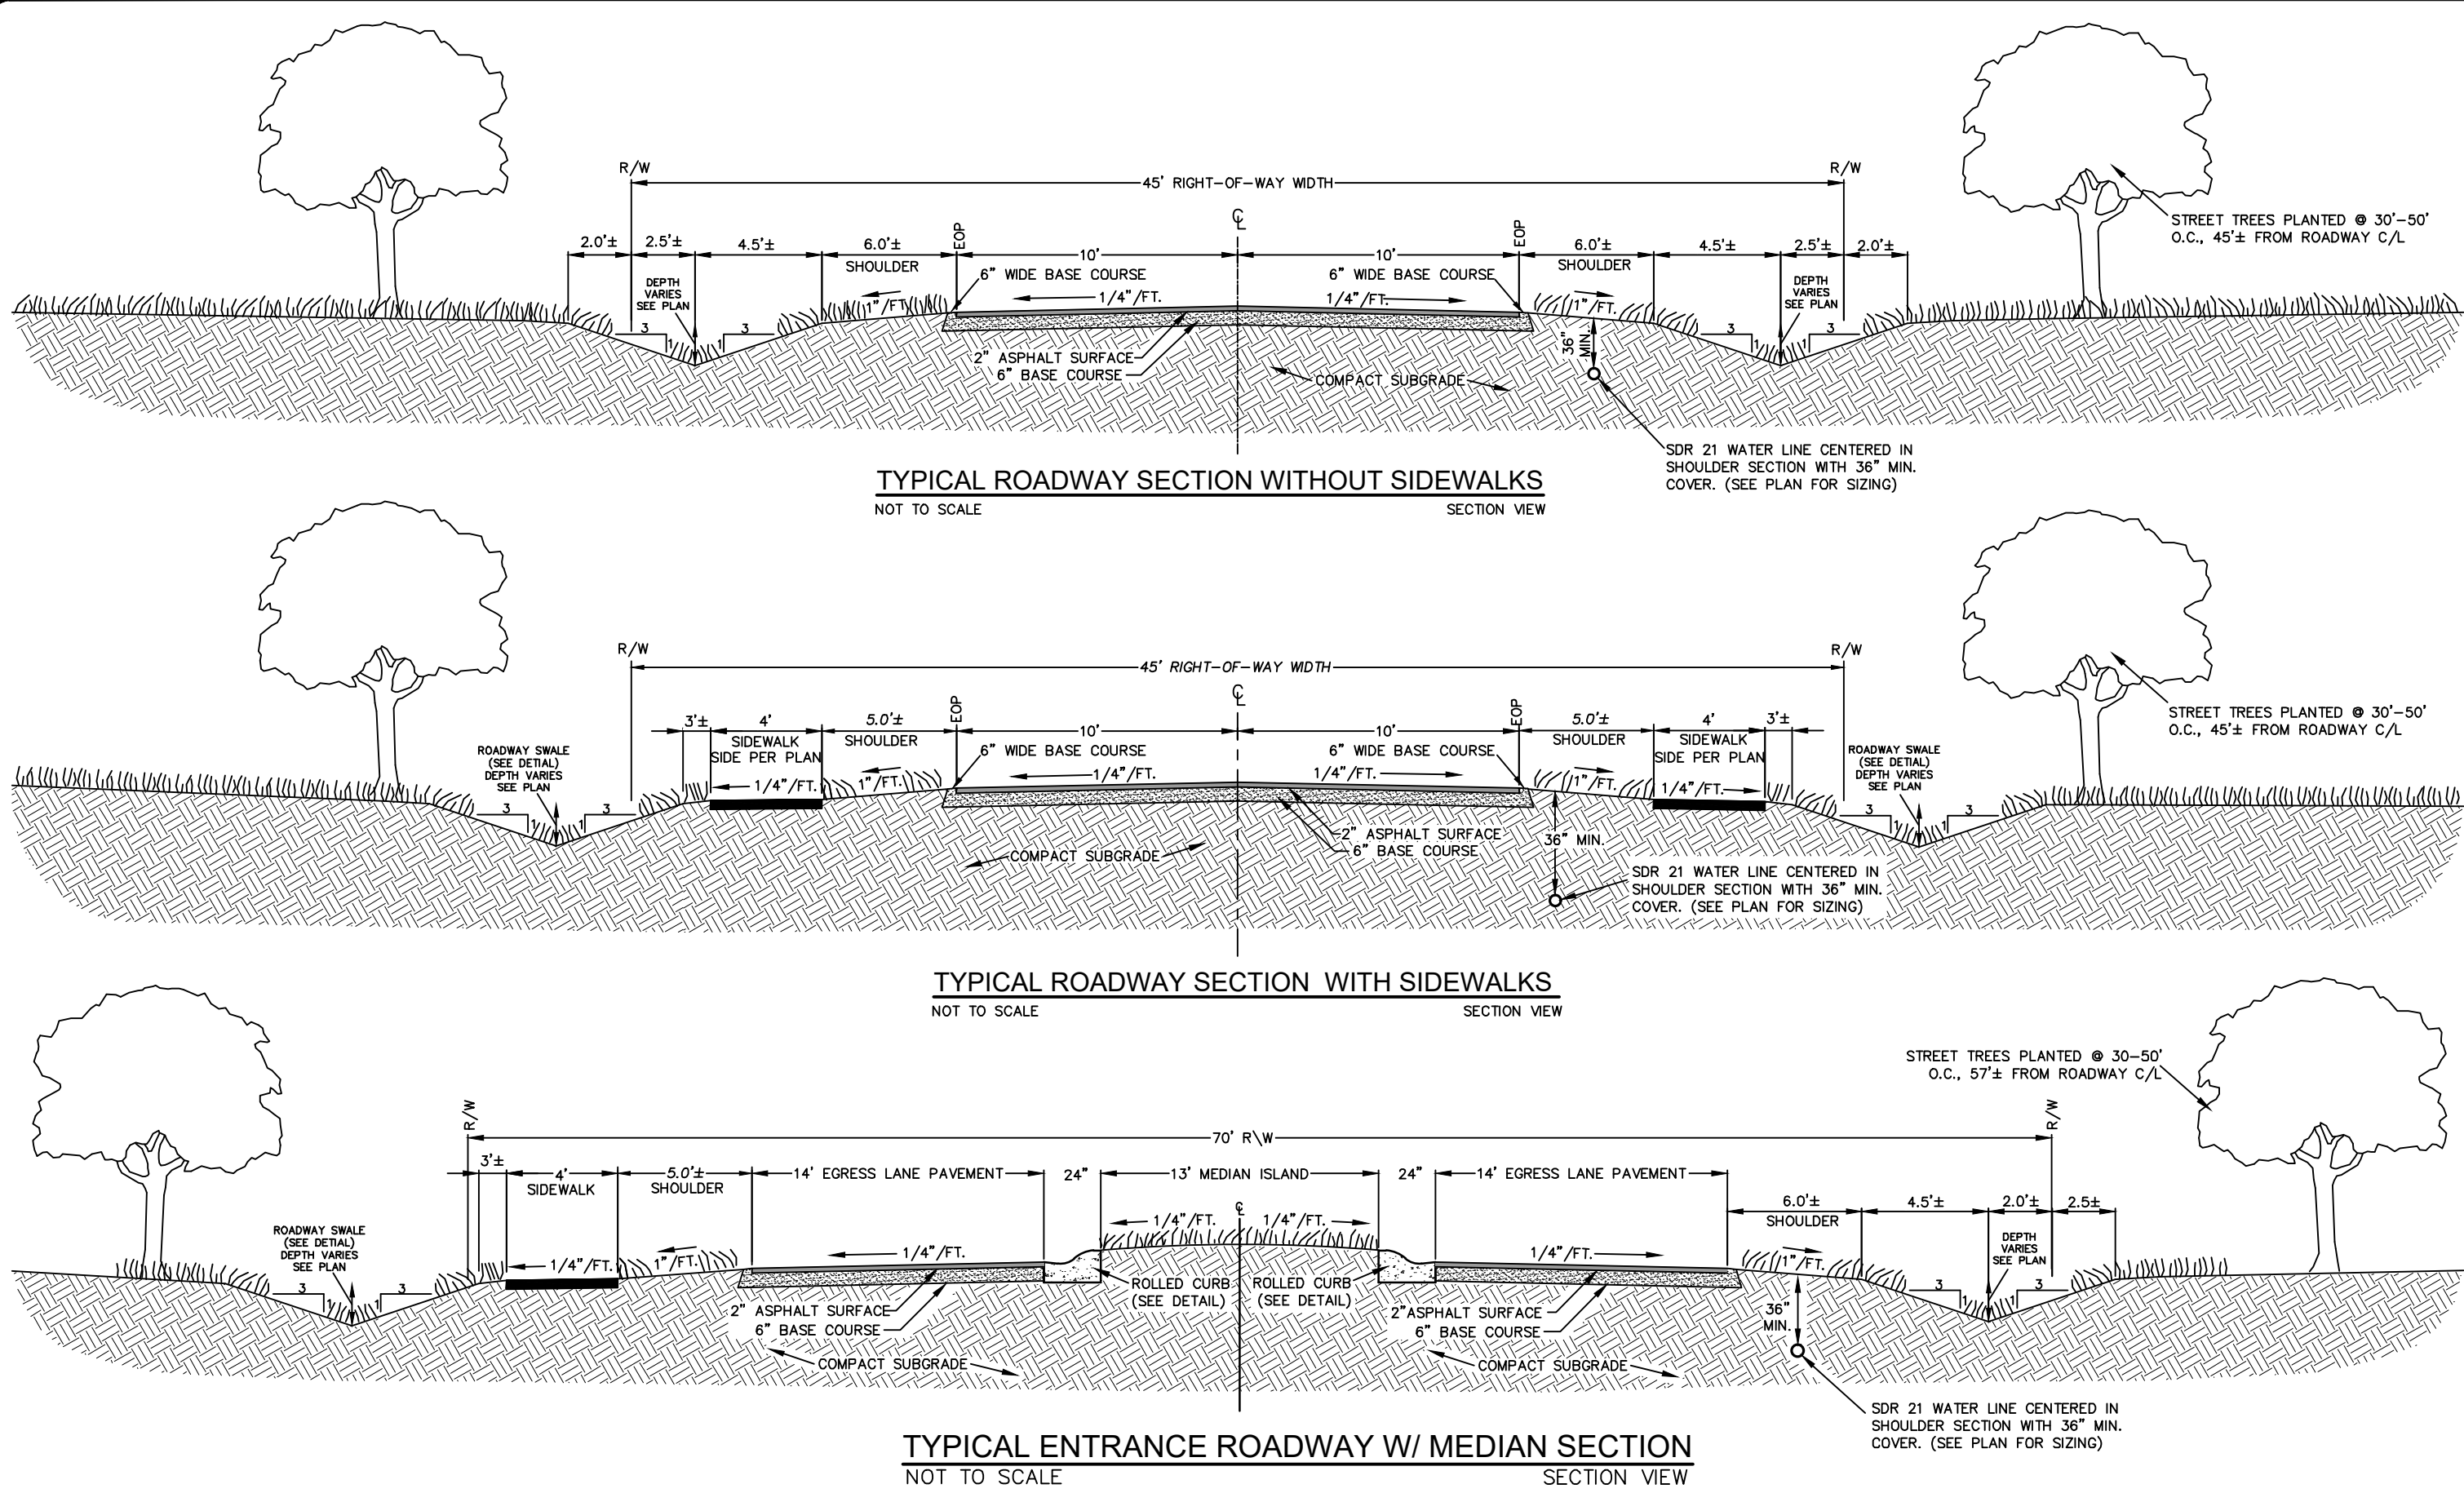 R/W
R/W
45' RIGHT-OF-WAY WIDTH
STREET TREES PLANTED @ 30'-50'
O.C., 45'± FROM ROADWAY C/L
2.0'±
2.5'±
4.5'±
6.0'±
SHOULDER
EOP
10'
℄
10'
EOP
6.0'±
SHOULDER
4.5'±
2.5'±
2.0'±
DEPTH
VARIES
SEE PLAN
6" WIDE BASE COURSE
6" WIDE BASE COURSE
DEPTH
VARIES
SEE PLAN
1"/FT.
1/4"/FT.
1/4"/FT.
1"/FT.
3
1
3
1
3
1
3
1
2" ASPHALT SURFACE
6" BASE COURSE
COMPACT SUBGRADE
36"
MIN.
SDR 21 WATER LINE CENTERED IN
SHOULDER SECTION WITH 36" MIN.
COVER. (SEE PLAN FOR SIZING)
TYPICAL ROADWAY SECTION WITHOUT SIDEWALKS
NOT TO SCALE
SECTION VIEW
R/W
R/W
45' RIGHT-OF-WAY WIDTH
STREET TREES PLANTED @ 30'-50'
O.C., 45'± FROM ROADWAY C/L
3'±
4'
SIDEWALK
SIDE PER PLAN
5.0'±
SHOULDER
EOP
10'
℄
10'
EOP
5.0'±
SHOULDER
4'
SIDEWALK
SIDE PER PLAN
3'±
ROADWAY SWALE
(SEE DETIAL)
DEPTH VARIES
SEE PLAN
6" WIDE BASE COURSE
6" WIDE BASE COURSE
ROADWAY SWALE
(SEE DETIAL)
DEPTH VARIES
SEE PLAN
1/4"/FT.
1"/FT.
1/4"/FT.
1/4"/FT.
1"/FT.
1/4"/FT.
3
1
3
1
3
1
3
1
2" ASPHALT SURFACE
6" BASE COURSE
COMPACT SUBGRADE
36" MIN.
SDR 21 WATER LINE CENTERED IN
SHOULDER SECTION WITH 36" MIN.
COVER. (SEE PLAN FOR SIZING)
TYPICAL ROADWAY SECTION  WITH SIDEWALKS
NOT TO SCALE
SECTION VIEW
STREET TREES PLANTED @ 30-50'
O.C., 57'± FROM ROADWAY C/L
R/W
R/W
70' R\W
3'±
4'
SIDEWALK
5.0'±
SHOULDER
14' EGRESS LANE PAVEMENT
24"
13' MEDIAN ISLAND
24"
14' EGRESS LANE PAVEMENT
6.0'±
SHOULDER
4.5'±
2.0'±
2.5±
ROADWAY SWALE
(SEE DETIAL)
DEPTH VARIES
SEE PLAN
1/4"/FT.
℄
1/4"/FT.
DEPTH
VARIES
SEE PLAN
1/4"/FT.
1"/FT.
1/4"/FT.
1/4"/FT.
1"/FT.
3
1
3
1
3
1
3
1
ROLLED CURB
(SEE DETAIL)
ROLLED CURB
(SEE DETAIL)
2" ASPHALT SURFACE
6" BASE COURSE
2"ASPHALT SURFACE
6" BASE COURSE
36"
MIN.
COMPACT SUBGRADE
COMPACT SUBGRADE
SDR 21 WATER LINE CENTERED IN
SHOULDER SECTION WITH 36" MIN.
COVER. (SEE PLAN FOR SIZING)
TYPICAL ENTRANCE ROADWAY W/ MEDIAN SECTION
NOT TO SCALE
SECTION VIEW